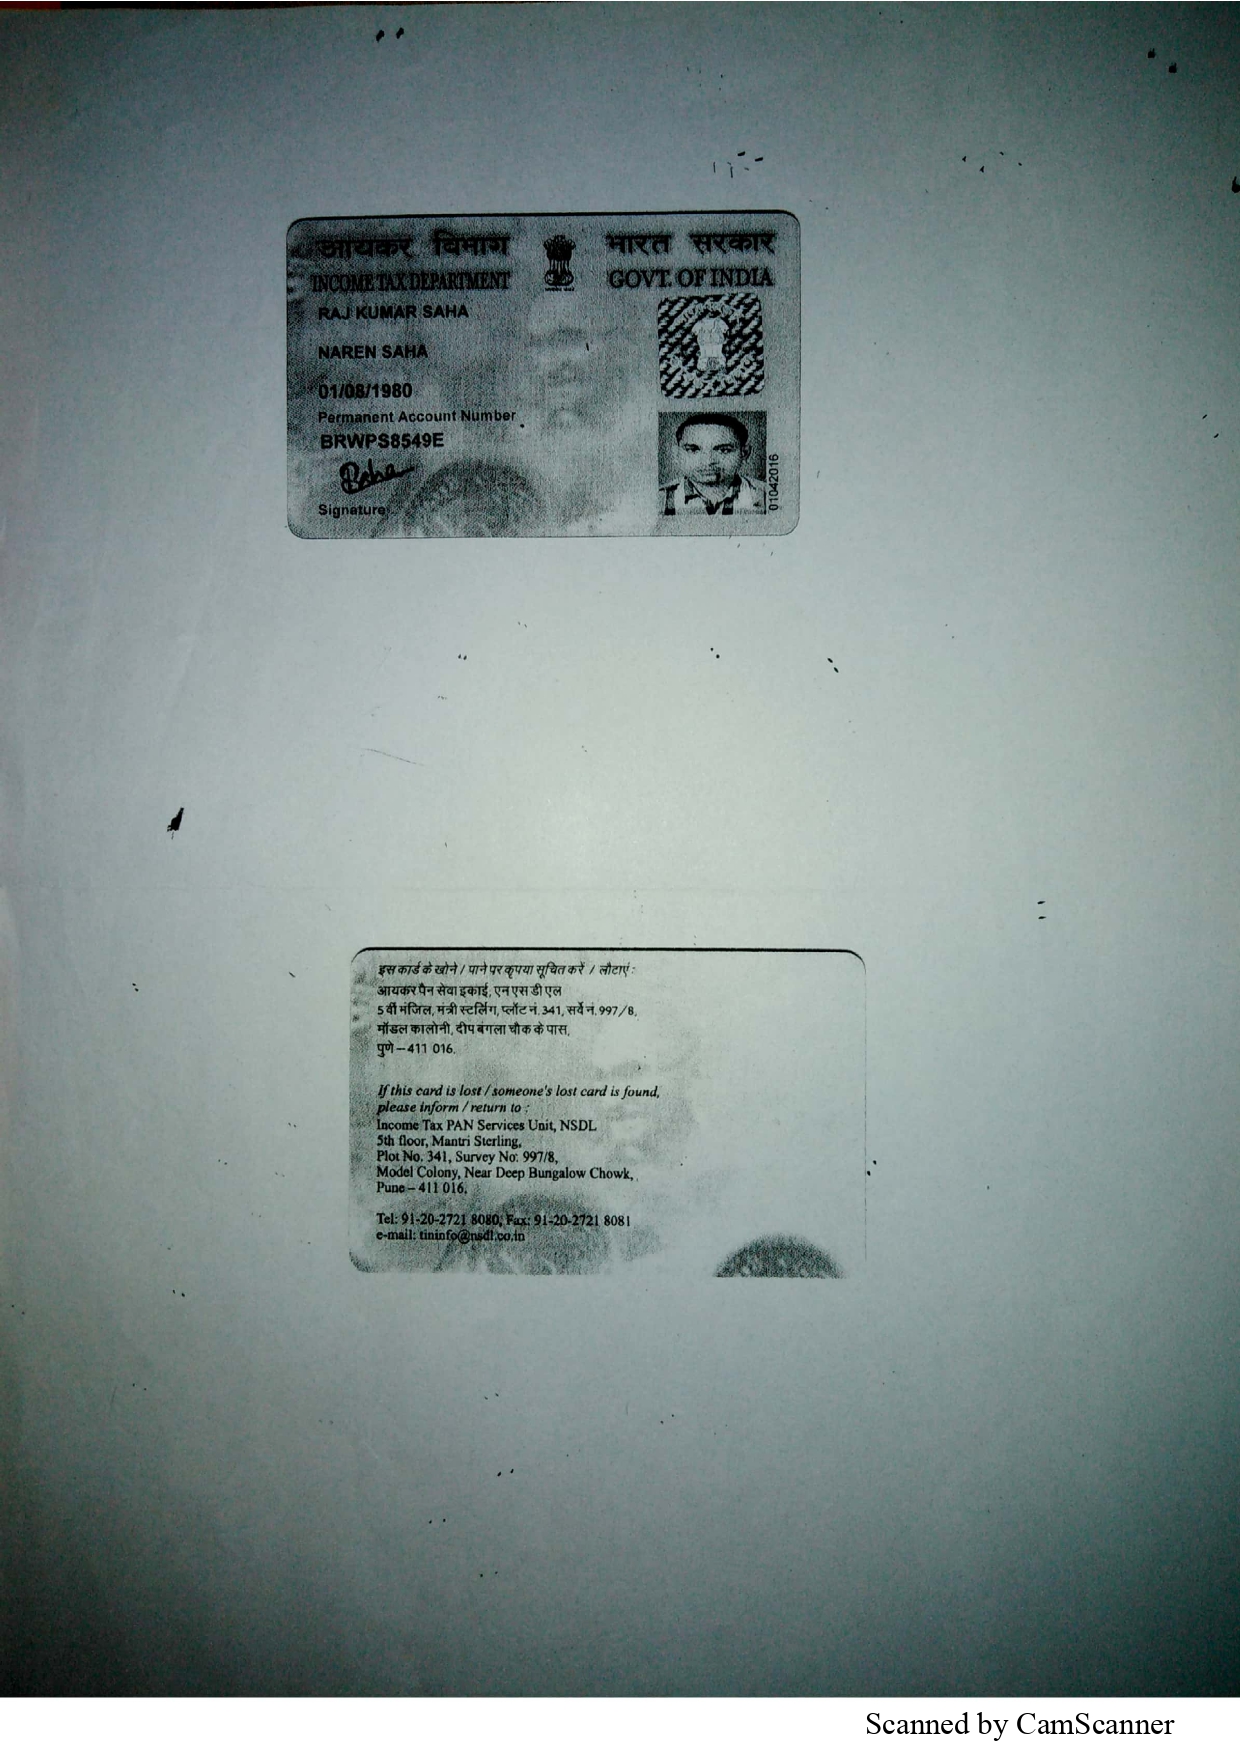 आयकर विभाग
INCOME TAX DEPARTMENT
भारत सरकार
GOVT. OF INDIA
RAJ KUMAR SAHA
NAREN SAHA
01/08/1980
Permanent Account Number
BRWPS8549E
Signature
01042016
इस कार्ड के खोने / पाने पर कृपया सूचित करें / लौटाएं :
आयकर पैन सेवा इकाई, एन एस डी एल
5 वीं मंजिल, मंत्री स्टर्लिंग, प्लॉट नं. 341, सर्वे नं. 997/8,
मॉडल कालोनी, दीप बंगला चौक के पास,
पुणे – 411 016.
If this card is lost / someone's lost card is found,
please inform / return to :
Income Tax PAN Services Unit, NSDL
5th floor, Mantri Sterling,
Plot No. 341, Survey No. 997/8,
Model Colony, Near Deep Bungalow Chowk,
Pune – 411 016.
Tel: 91-20-2721 8080, Fax: 91-20-2721 8081
e-mail: tininfo@nsdl.co.in
Scanned by CamScanner